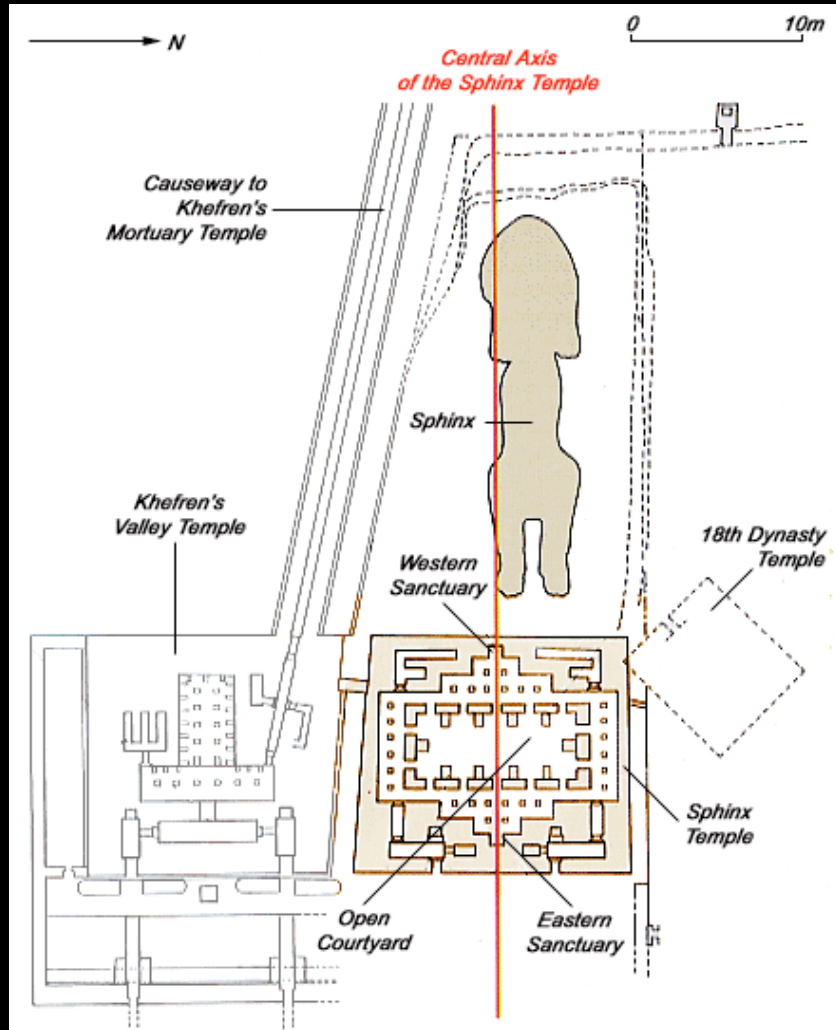 N
0
10m
Central Axis
of the Sphinx Temple
Causeway to
Khefren's
Mortuary Temple
Sphinx
Khefren's
Valley Temple
18th Dynasty
Temple
Western
Sanctuary
Sphinx
Temple
Open
Courtyard
Eastern
Sanctuary